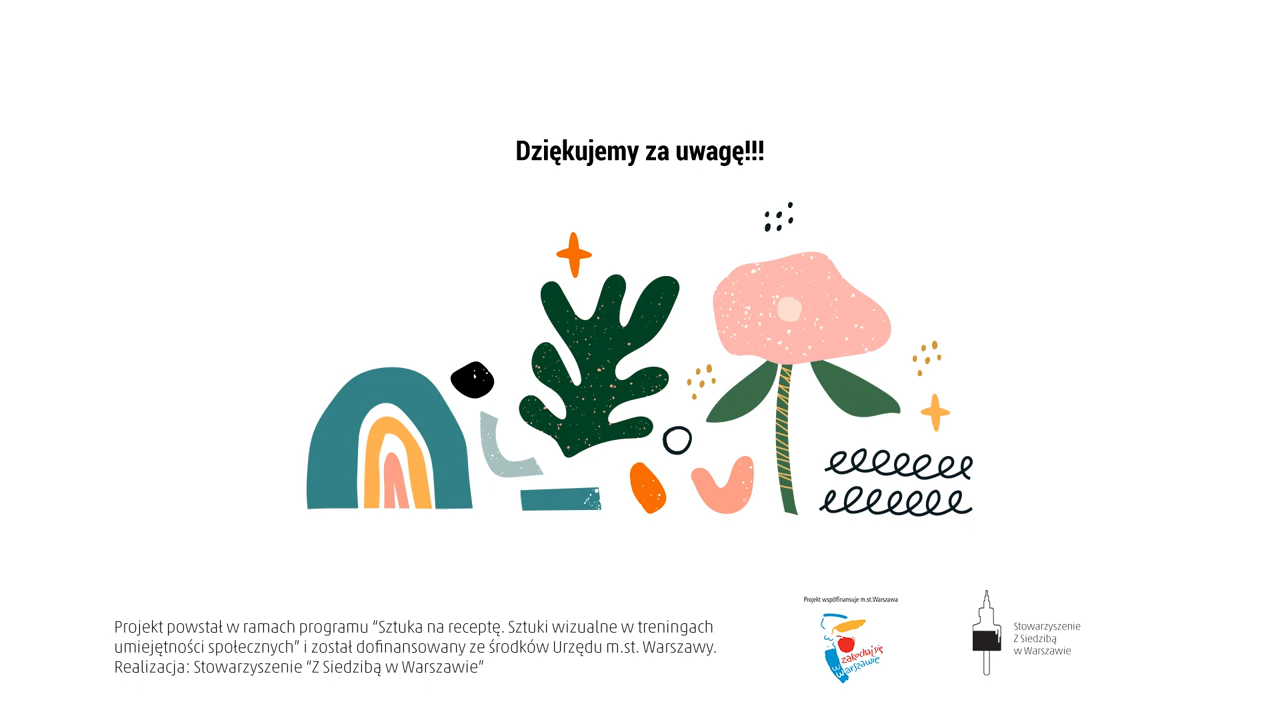 Dziękujemy za uwagę!!!
Projekt powstał w ramach programu “Sztuka na receptę. Sztuki wizualne w treningach
umiejętności społecznych” i został dofinansowany ze środków Urzędu m.st. Warszawy.
Realizacja: Stowarzyszenie “Z Siedzibą w Warszawie”
Projekt współfinansuje m.st.Warszawa
zakochaj się
w warszawie
Stowarzyszenie
Z Siedzibą
w Warszawie